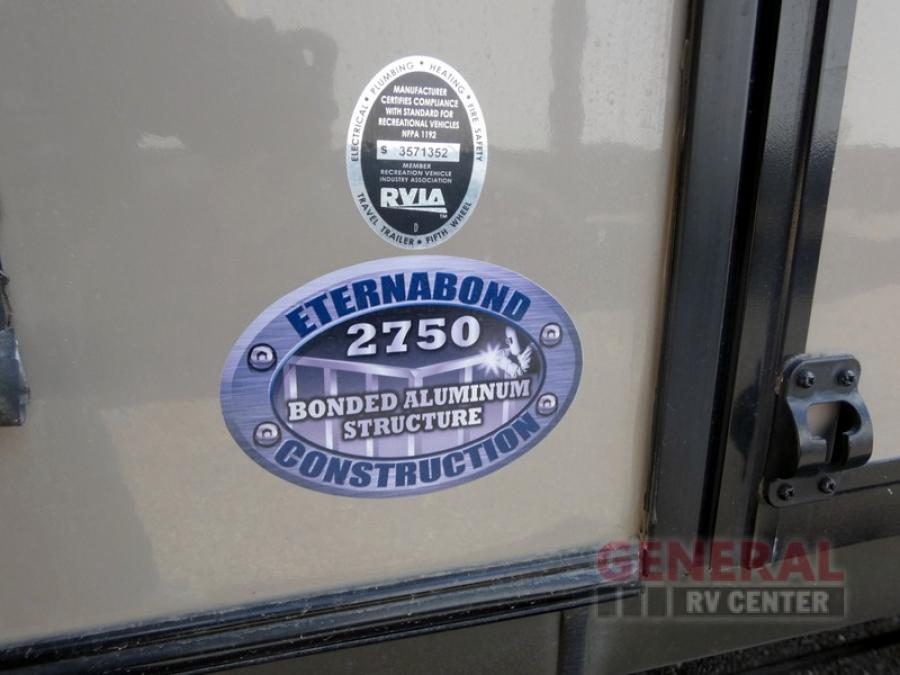 ELECTRICAL • PLUMBING • HEATING • FIRE SAFETY
MANUFACTURER
CERTIFIES COMPLIANCE
WITH STANDARD FOR
RECREATIONAL VEHICLES
NFPA 1192
S 3571352
MEMBER
RECREATION VEHICLE
INDUSTRY ASSOCIATION
RVIA™
D
TRAVEL TRAILER • FIFTH WHEEL
ETERNABOND
2750
BONDED ALUMINUM
STRUCTURE
CONSTRUCTION
GENERAL
RV CENTER